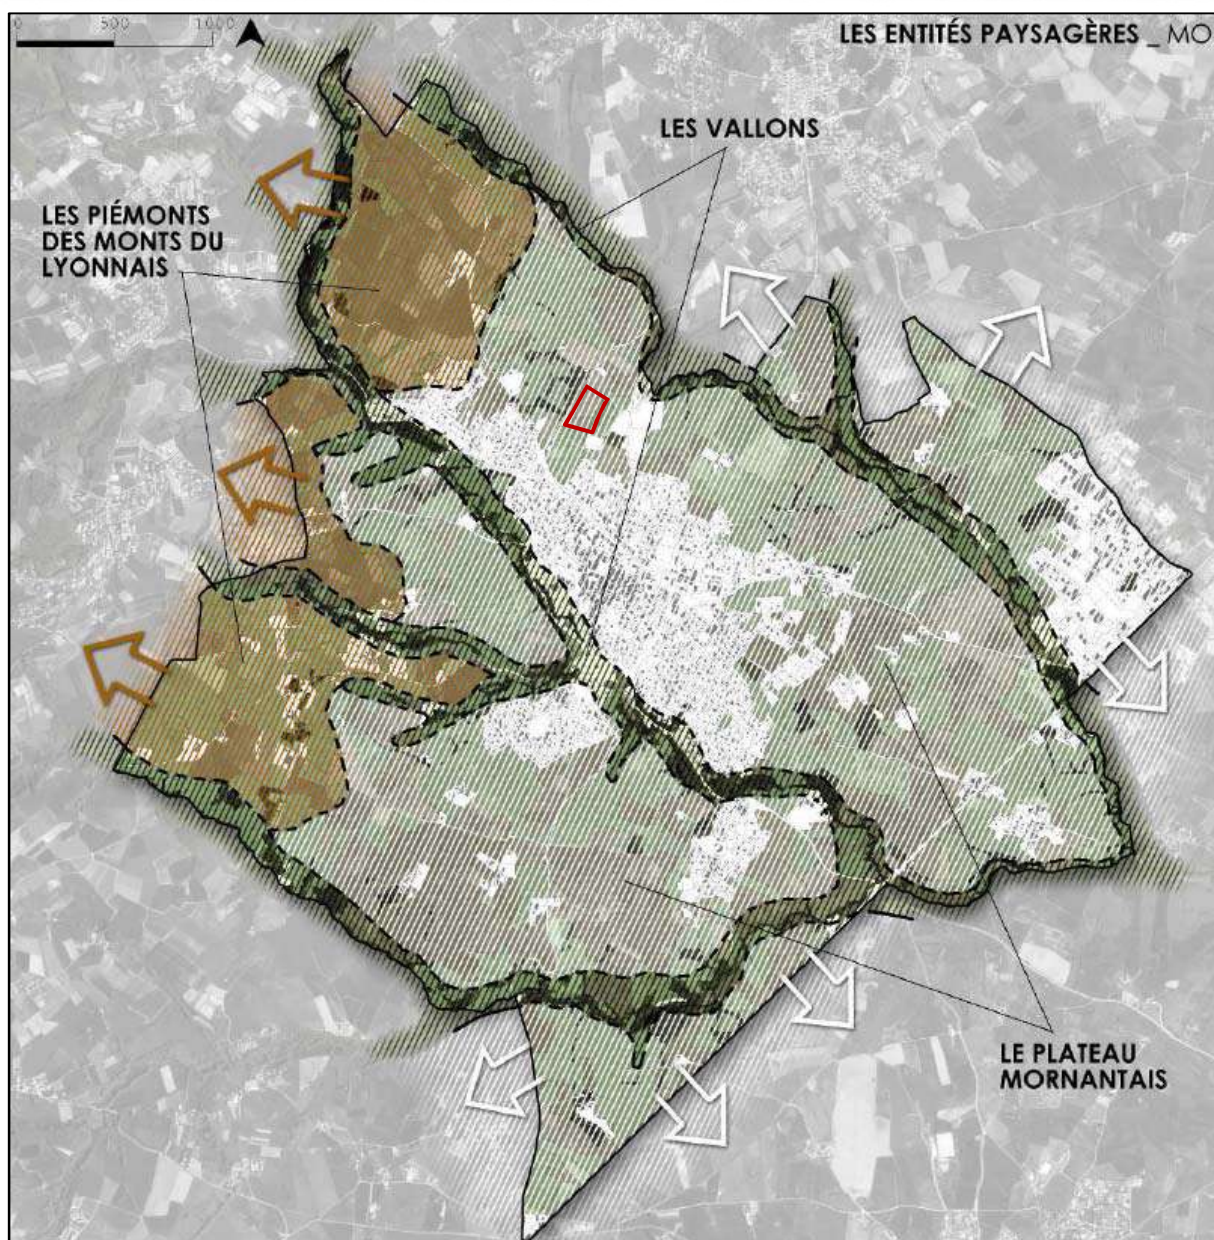 0 500 1000
LES ENTITÉS PAYSAGÈRES _ MO
LES VALLONS
LES PIÉMONTS
DES MONTS DU
LYONNAIS
LE PLATEAU
MORNANTAIS